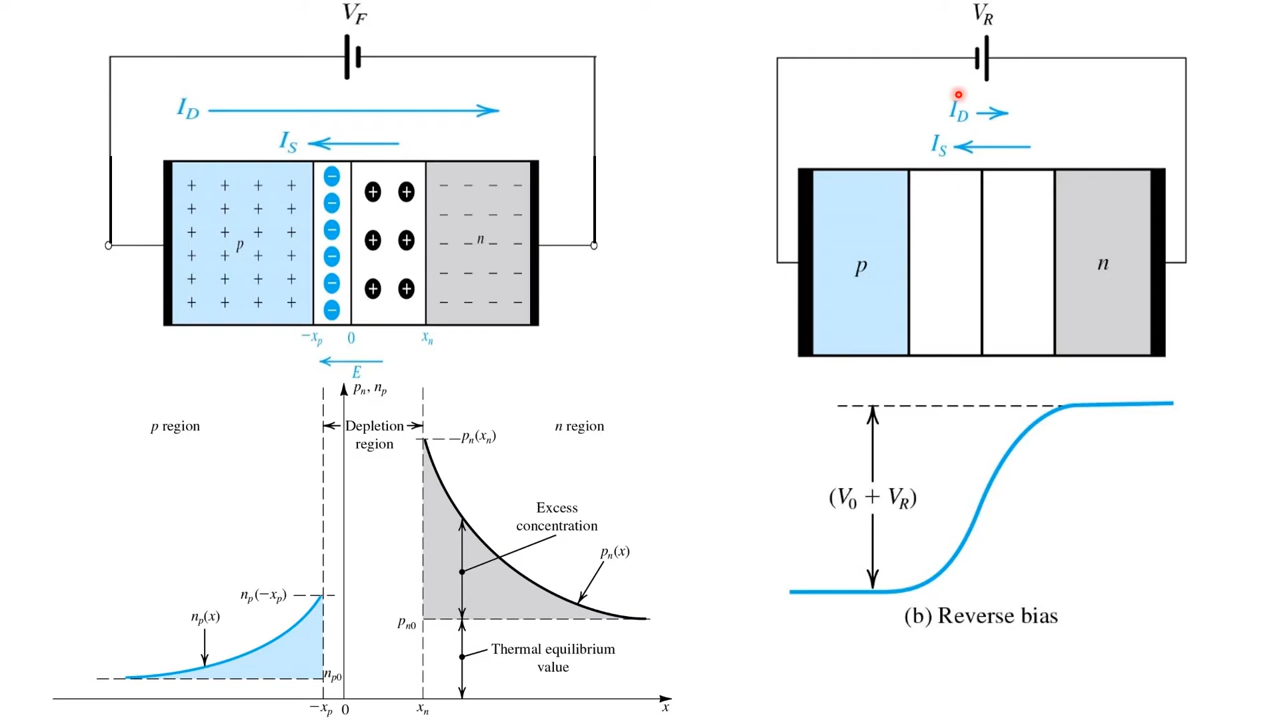 V_F
I_D
I_S
+ + + +
+ + + +
+ + + +
+ + + +
+ + + +
+ + + +
p
−
−
−
−
−
−
+ +
+ +
+ +
− − − −
− − − −
− − −
− − − −
− − − −
n
−x_p 0 x_n
E
p_n, n_p
p region
Depletion
region
n region
p_n(x_n)
Excess
concentration
p_n(x)
n_p(−x_p)
n_p(x)
p_n0
Thermal equilibrium
value
n_p0
−x_p 0 x_n x
V_R
I_D
I_S
p
n
(V_0 + V_R)
(b) Reverse bias